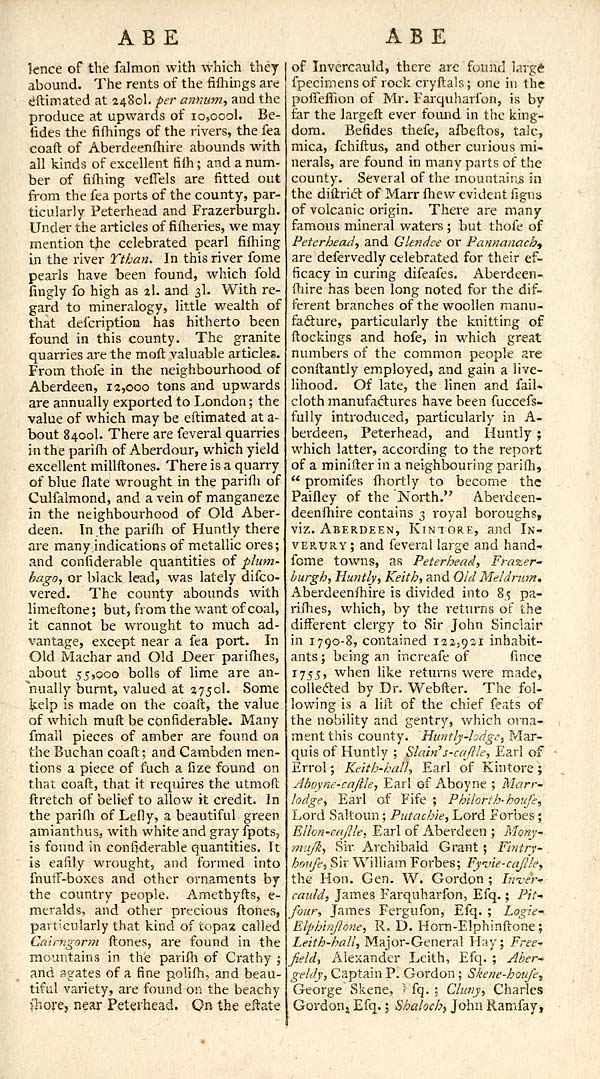 ABE
lence of the ſalmon with which they
abound. The rents of the fiſhings are
eſtimated at 2480l. per annum, and the
produce at upwards of 10,000l. Be-
ſides the fiſhings of the rivers, the ſea
coaſt of Aberdeenſhire abounds with
all kinds of excellent fiſh; and a num-
ber of fiſhing veſſels are fitted out
from the ſea ports of the county, par-
ticularly Peterhead and Frazerburgh.
Under the articles of fiſheries, we may
mention the celebrated pearl fiſhing
in the river Ythan. In this river ſome
pearls have been found, which ſold
ſingly ſo high as 2l. and 3l. With re-
gard to mineralogy, little wealth of
that deſcription has hitherto been
found in this county. The granite
quarries are the moſt valuable articles.
From thoſe in the neighbourhood of
Aberdeen, 12,000 tons and upwards
are annually exported to London; the
value of which may be eſtimated at a-
bout 8400l. There are ſeveral quarries
in the pariſh of Aberdour, which yield
excellent millſtones. There is a quarry
of blue ſlate wrought in the pariſh of
Culſalmond, and a vein of manganeze
in the neighbourhood of Old Aber-
deen. In the pariſh of Huntly there
are many indications of metallic ores;
and conſiderable quantities of plum-
bago, or black lead, was lately diſco-
vered. The county abounds with
limeſtone; but, from the want of coal,
it cannot be wrought to much ad-
vantage, except near a ſea port. In
Old Machar and Old Deer pariſhes,
about 55,000 bolls of lime are an-
nually burnt, valued at 2750l. Some
kelp is made on the coaſt, the value
of which muſt be conſiderable. Many
ſmall pieces of amber are found on
the Buchan coaſt; and Cambden men-
tions a piece of ſuch a ſize found on
that coaſt, that it requires the utmoſt
ſtretch of belief to allow it credit. In
the pariſh of Leſly, a beautiful green
amianthus, with white and gray ſpots,
is found in conſiderable quantities. It
is eaſily wrought, and formed into
ſnuff-boxes and other ornaments by
the country people. Amethyſts, e-
meralds, and other precious ſtones,
particularly that kind of topaz called
Cairngorm ſtones, are found in the
mountains in the pariſh of Crathy;
and agates of a fine poliſh, and beau-
tiful variety, are found on the beachy
ſhore, near Peterhead. On the eſtate
ABE
of Invercauld, there are found large
ſpecimens of rock cryſtals; one in the
poſſeſſion of Mr. Farquharſon, is by
far the largeſt ever found in the king-
dom. Beſides theſe, aſbeſtos, talc,
mica, ſchiſtus, and other curious mi-
nerals, are found in many parts of the
county. Several of the mountains in
the diſtrict of Marr ſhew evident ſigns
of volcanic origin. There are many
famous mineral waters; but thoſe of
Peterhead, and Glendee or Pannanach,
are deſervedly celebrated for their ef-
ficacy in curing diſeaſes. Aberdeen-
ſhire has been long noted for the dif-
ferent branches of the woollen manu-
facture, particularly the knitting of
ſtockings and hoſe, in which great
numbers of the common people are
conſtantly employed, and gain a live-
lihood. Of late, the linen and ſail-
cloth manufactures have been ſucceſs-
fully introduced, particularly in A-
berdeen, Peterhead, and Huntly;
which latter, according to the report
of a miniſter in a neighbouring pariſh,
“ promiſes ſhortly to become the
Paiſley of the North.” Aberdeen-
deenſhire contains 3 royal boroughs,
viz. ABERDEEN, KINTORE, and IN-
VERURY; and ſeveral large and hand-
ſome towns, as Peterhead, Frazer-
burgh, Huntly, Keith, and Old Meldrum.
Aberdeenſhire is divided into 85 pa-
riſhes, which, by the returns of the
different clergy to Sir John Sinclair
in 1790-8, contained 122,921 inhabit-
ants; being an increaſe of ſince
1755, when like returns were made,
collected by Dr. Webſter. The fol-
lowing is a liſt of the chief ſeats of
the nobility and gentry, which orna-
ment this county. Huntly-lodge, Mar-
quis of Huntly; Slain's-caſtle, Earl of
Errol; Keith-hall, Earl of Kintore;
Aboyne-caſtle, Earl of Aboyne; Marr-
lodge, Earl of Fife; Philorth-houſe,
Lord Saltoun; Putachie, Lord Forbes;
Ellon-caſtle, Earl of Aberdeen; Mony-
muſk, Sir Archibald Grant; Fintry-
houſe, Sir William Forbes; Fyvie-caſtle,
the Hon. Gen. W. Gordon; Inver-
cauld, James Farquharſon, Eſq.; Pit-
four, James Ferguſon, Eſq.; Logie-
Elphinſtone, R. D. Horn-Elphinſtone;
Leith-hall, Major-General Hay; Free-
field, Alexander Leith, Eſq.; Aber-
geldy, Captain P. Gordon; Skene-houſe,
George Skene, Eſq.; Cluny, Charles
Gordon, Eſq.; Shaloch, John Ramſay,